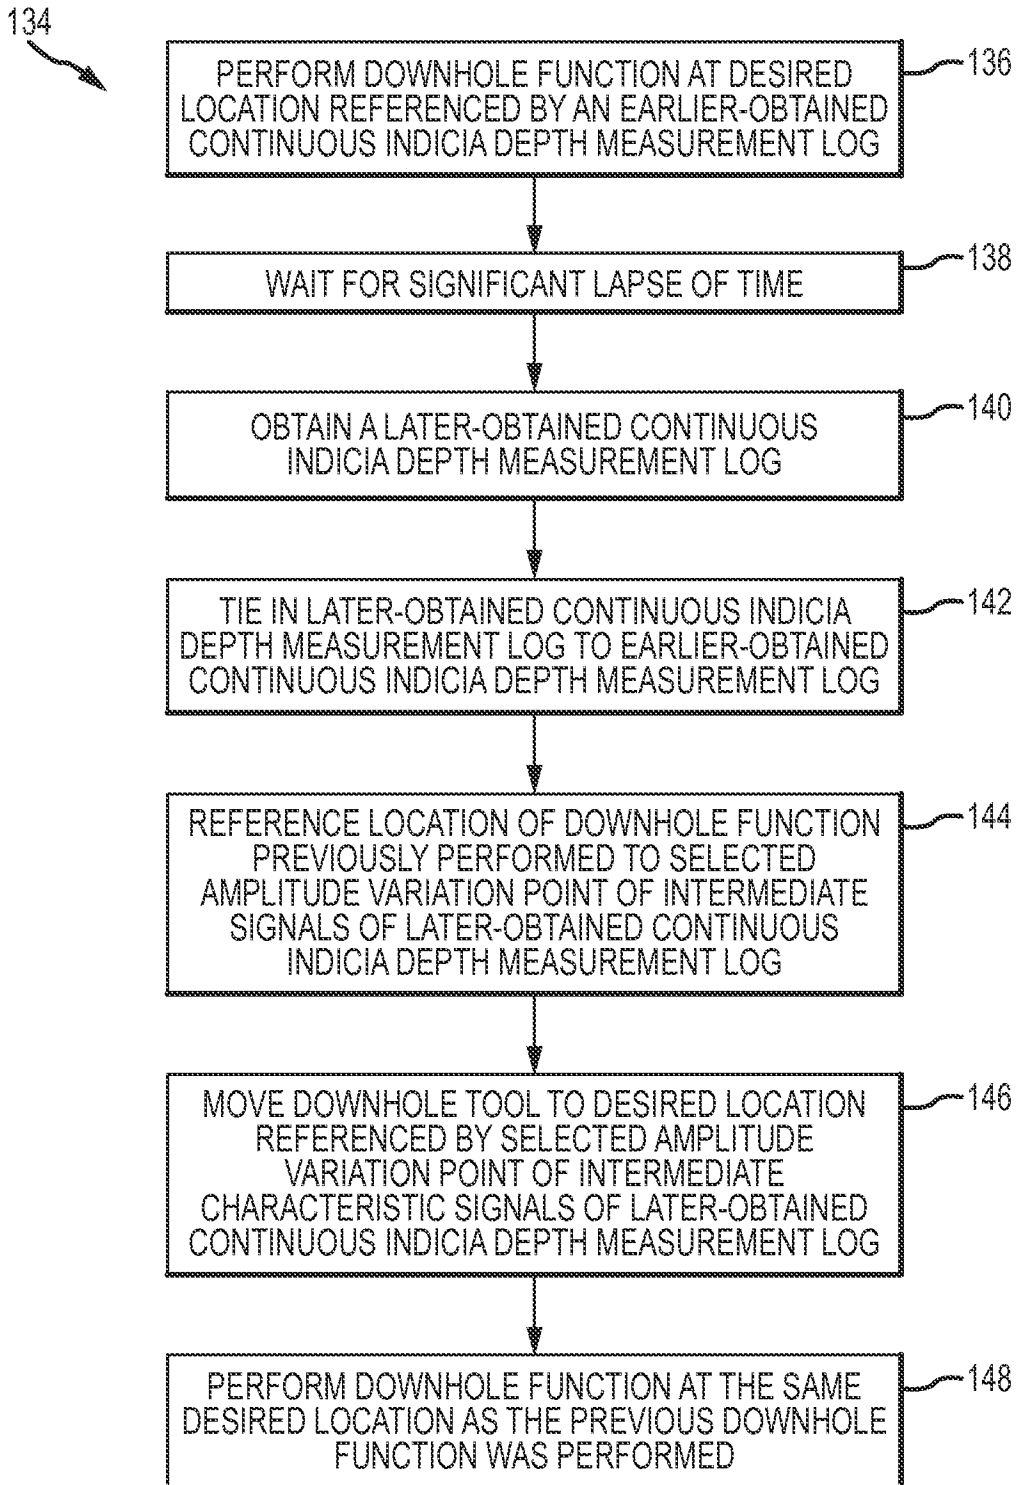 134
PERFORM DOWNHOLE FUNCTION AT DESIRED
LOCATION REFERENCED BY AN EARLIER-OBTAINED
CONTINUOUS INDICIA DEPTH MEASUREMENT LOG
136
WAIT FOR SIGNIFICANT LAPSE OF TIME
138
OBTAIN A LATER-OBTAINED CONTINUOUS
INDICIA DEPTH MEASUREMENT LOG
140
TIE IN LATER-OBTAINED CONTINUOUS INDICIA
DEPTH MEASUREMENT LOG TO EARLIER-OBTAINED
CONTINUOUS INDICIA DEPTH MEASUREMENT LOG
142
REFERENCE LOCATION OF DOWNHOLE FUNCTION
PREVIOUSLY PERFORMED TO SELECTED
AMPLITUDE VARIATION POINT OF INTERMEDIATE
SIGNALS OF LATER-OBTAINED CONTINUOUS
INDICIA DEPTH MEASUREMENT LOG
144
MOVE DOWNHOLE TOOL TO DESIRED LOCATION
REFERENCED BY SELECTED AMPLITUDE
VARIATION POINT OF INTERMEDIATE
CHARACTERISTIC SIGNALS OF LATER-OBTAINED
CONTINUOUS INDICIA DEPTH MEASUREMENT LOG
146
PERFORM DOWNHOLE FUNCTION AT THE SAME
DESIRED LOCATION AS THE PREVIOUS DOWNHOLE
FUNCTION WAS PERFORMED
148